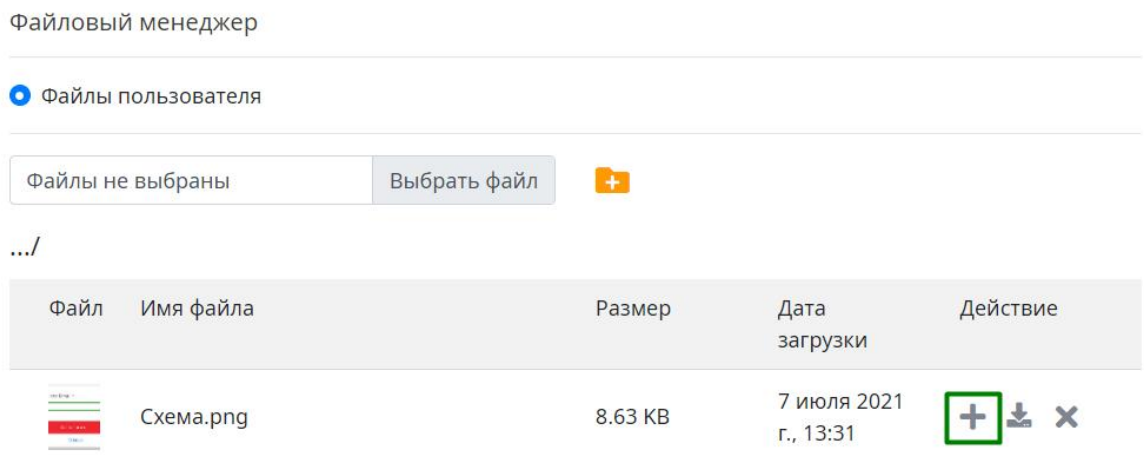 Файловый менеджер
Файлы пользователя
Файлы не выбраны Выбрать файл
.../
Файл Имя файла Размер Дата загрузки Действие
Схема.png 8.63 KB 7 июля 2021 г., 13:31